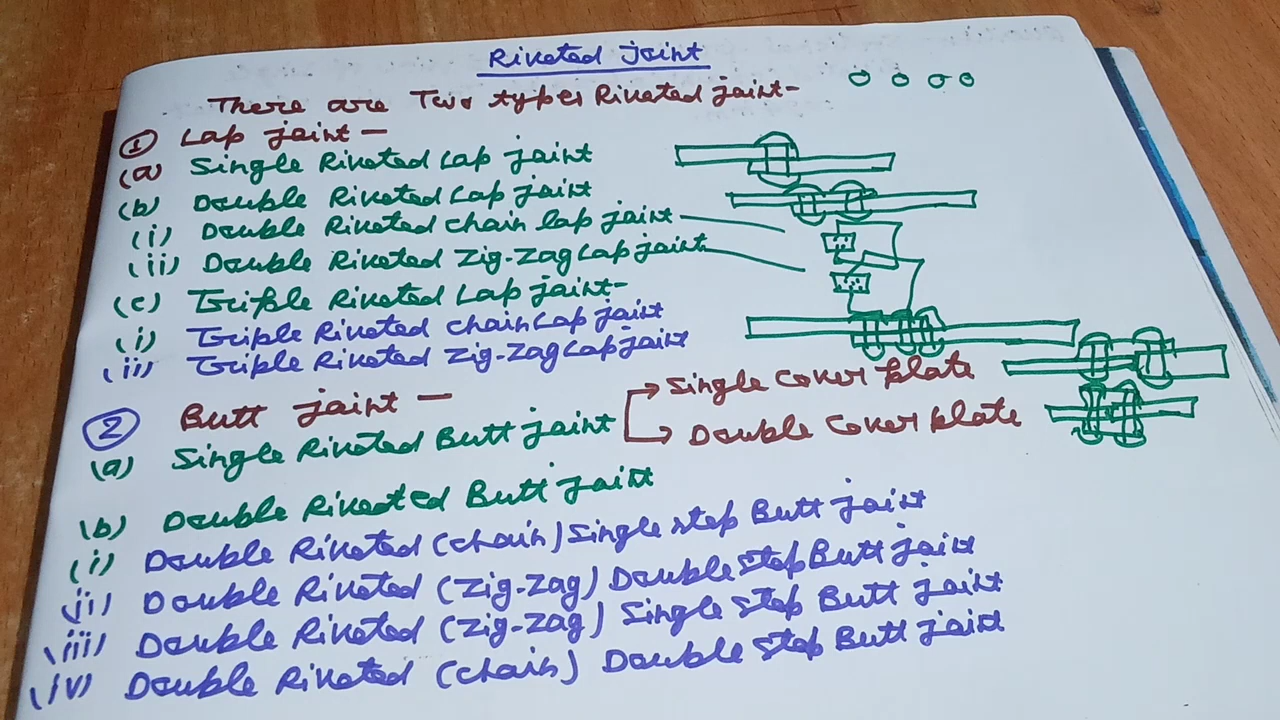 Riveted joint
There are Two types Riveted joint-
① Lap joint —
(a) Single Riveted Lap joint
(b) Double Riveted Lap joint
(i) Double Riveted chain lap joint
(ii) Double Riveted Zig-Zag Lap joint
(c) Triple Riveted Lap joint-
(i) Triple Riveted chain Lap joint
(ii) Triple Riveted Zig-Zag Lap joint
② Butt joint —
→ Single cover plate
(a) Single Riveted Butt joint
→ Double cover plate
(b) Double Riveted Butt joint
(i) Double Riveted (chain) Single step Butt joint
ii) Double Riveted (Zig-Zag) Double step Butt joint
iii) Double Riveted (Zig-Zag) Single step Butt joint
iv) Double Riveted (chain) Double step Butt joint